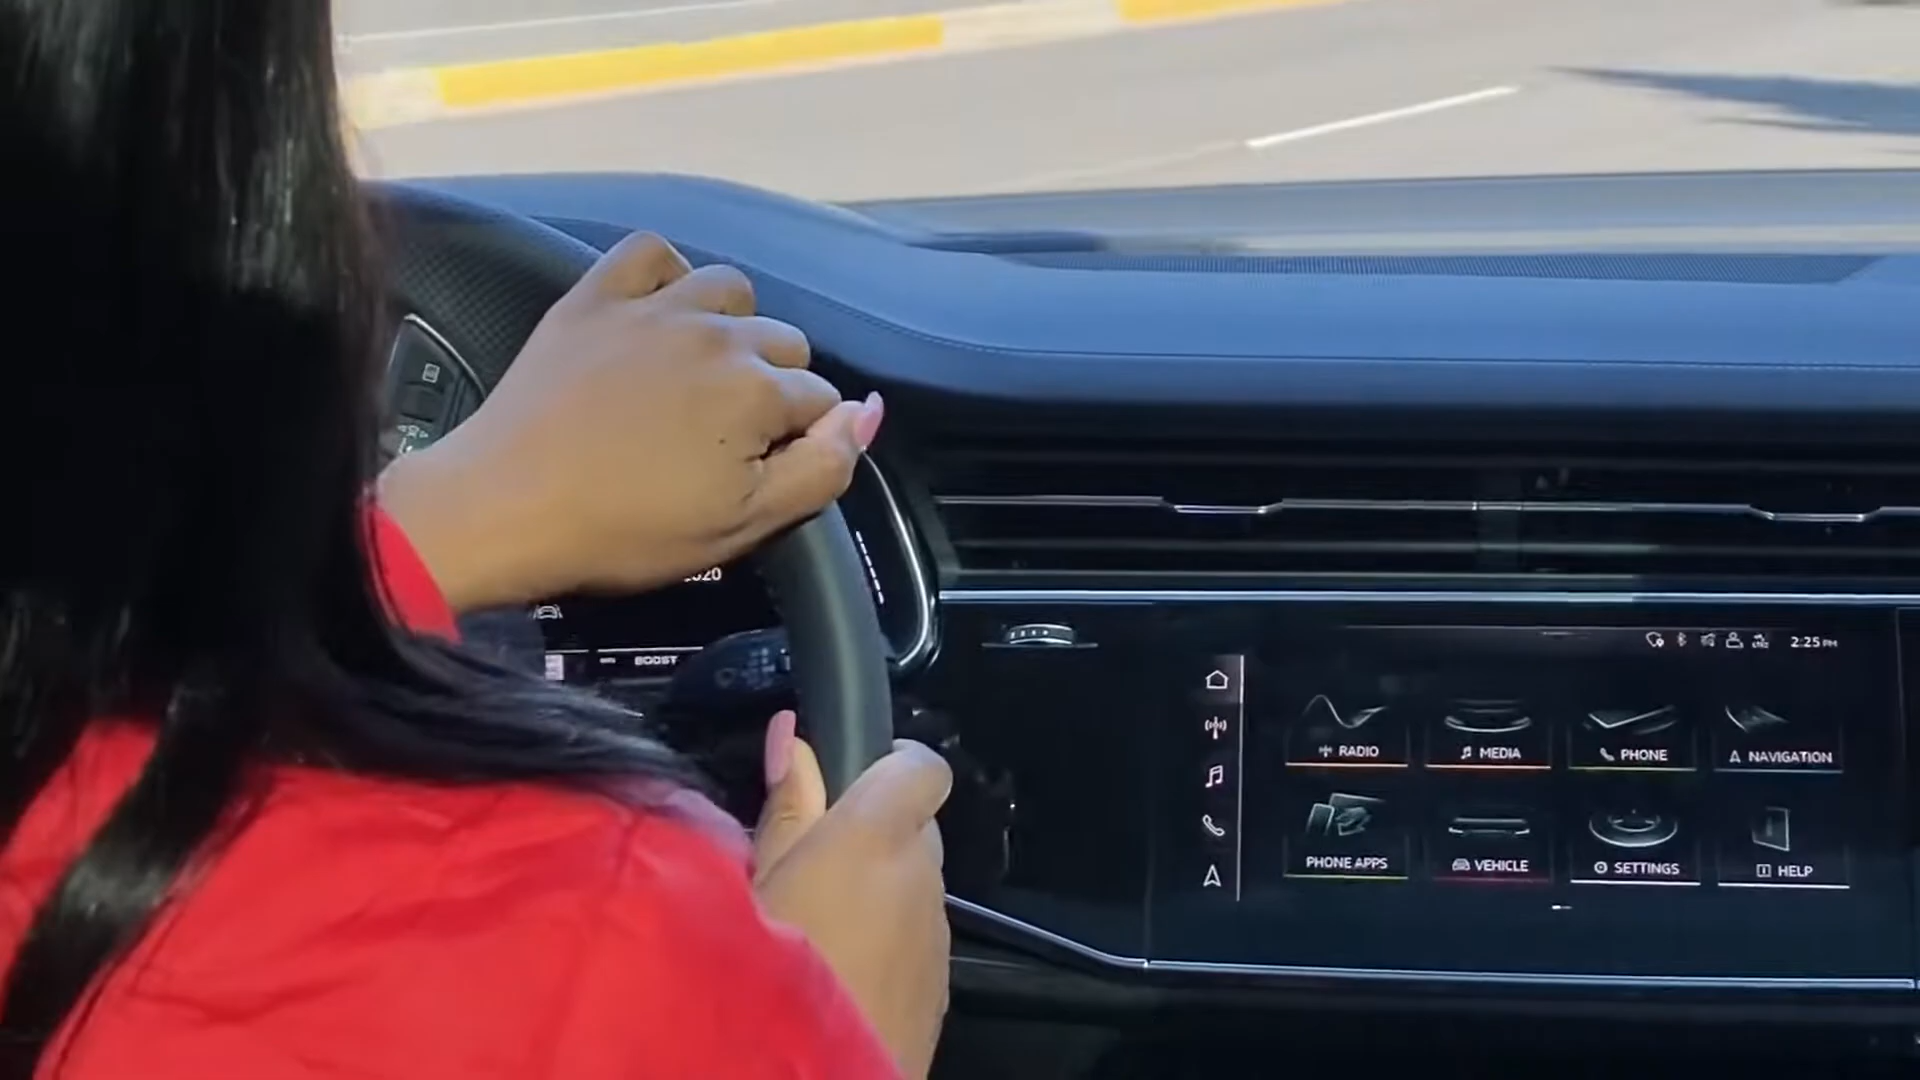 2:25 PM
RADIO
MEDIA
PHONE
NAVIGATION
PHONE APPS
VEHICLE
SETTINGS
HELP
BOOST